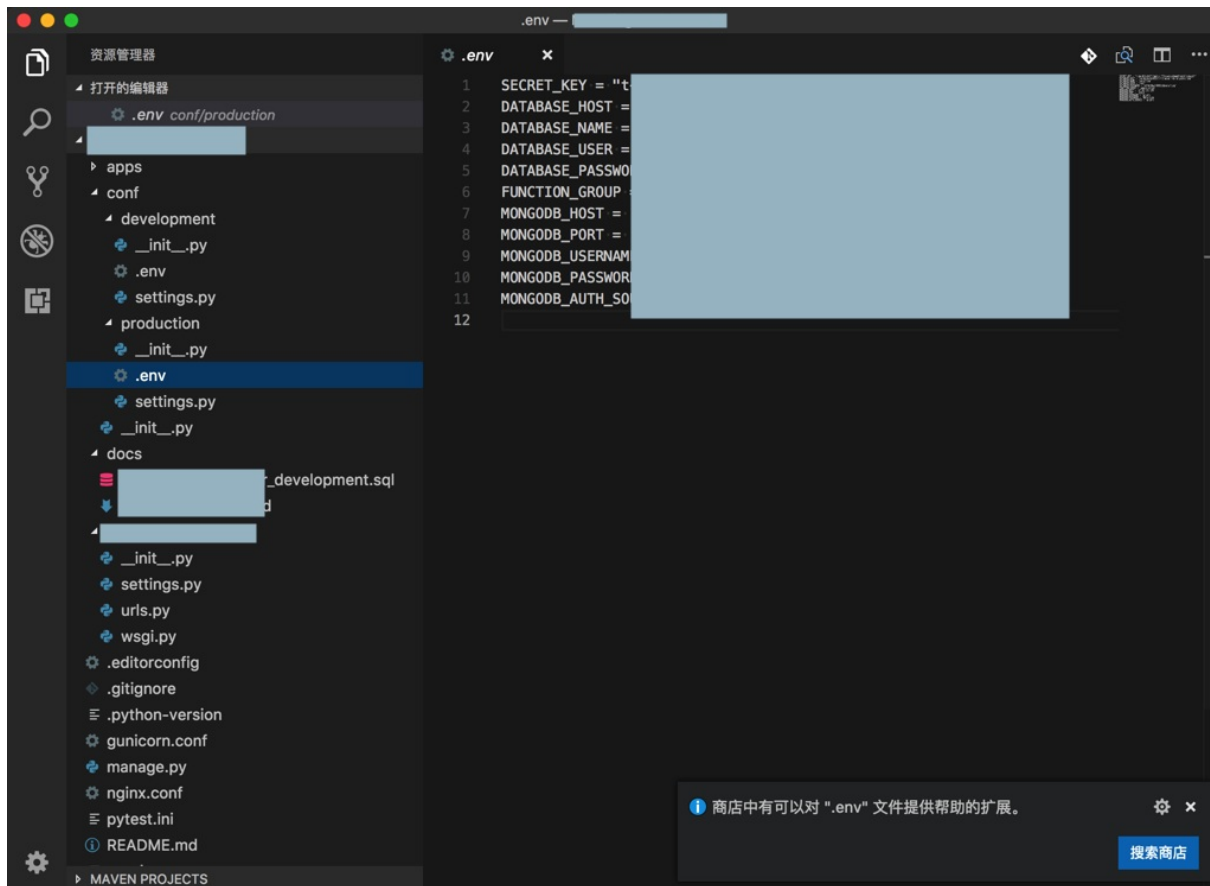 .env —
资源管理器
打开的编辑器
.env conf/production
apps
conf
development
__init__.py
.env
settings.py
production
__init__.py
.env
settings.py
__init__.py
docs
_development.sql
__init__.py
settings.py
urls.py
wsgi.py
.editorconfig
.gitignore
.python-version
gunicorn.conf
manage.py
nginx.conf
pytest.ini
README.md
MAVEN PROJECTS
.env
1 SECRET_KEY = "t
2 DATABASE_HOST =
3 DATABASE_NAME =
4 DATABASE_USER =
5 DATABASE_PASSWO
6 FUNCTION_GROUP
7 MONGODB_HOST =
8 MONGODB_PORT =
9 MONGODB_USERNAM
10 MONGODB_PASSWOR
11 MONGODB_AUTH_SO
12
商店中有可以对 ".env" 文件提供帮助的扩展。
搜索商店